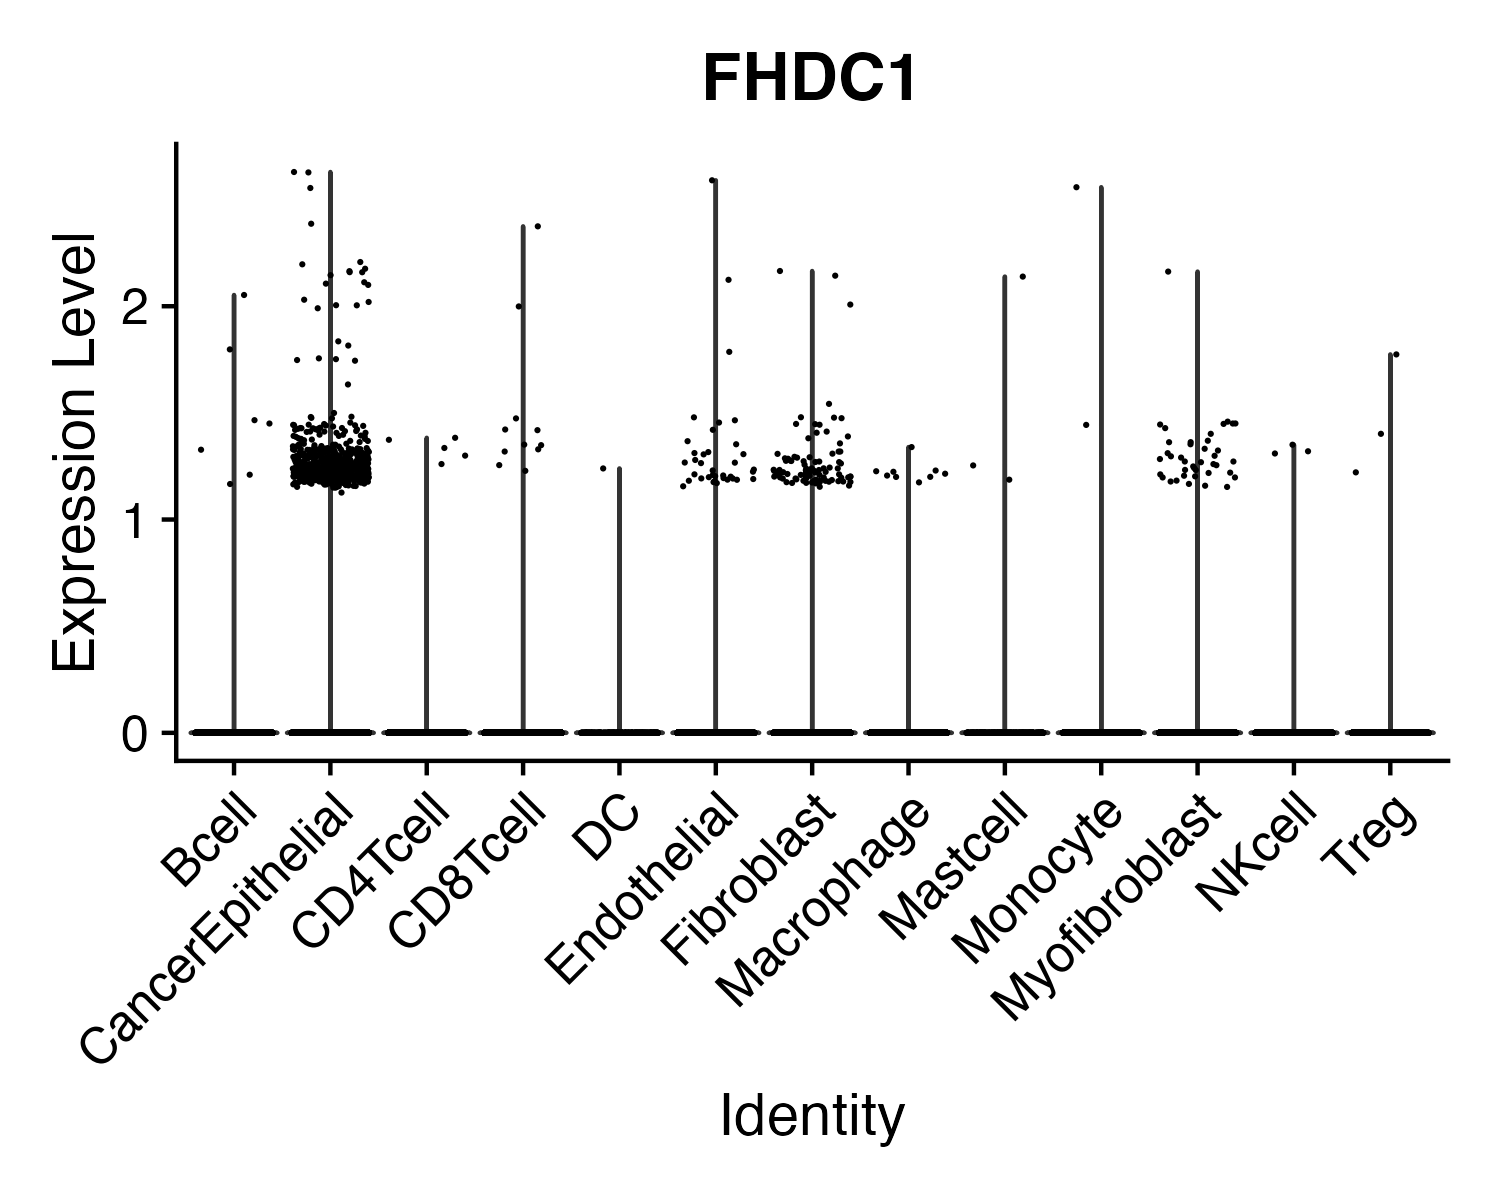 FHDC1
Expression Level
2
1
0
Bcell
CancerEpithelial
CD4Tcell
CD8Tcell
DC
Endothelial
Fibroblast
Macrophage
Mastcell
Monocyte
Myofibroblast
NKcell
Treg
Identity